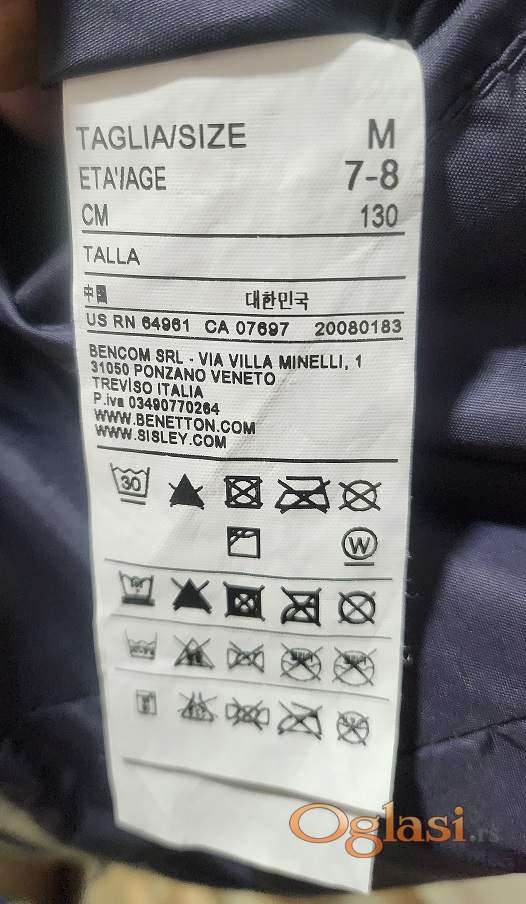 TAGLIA/SIZE M
ETA'/AGE 7-8
CM 130
TALLA
中国 대한민국
US RN 64961 CA 07697 20080183
BENCOM SRL - VIA VILLA MINELLI, 1
31050 PONZANO VENETO
TREVISO ITALIA
P.iva 03490770264
WWW.BENETTON.COM
WWW.SISLEY.COM
30
W
Oglasi.rs